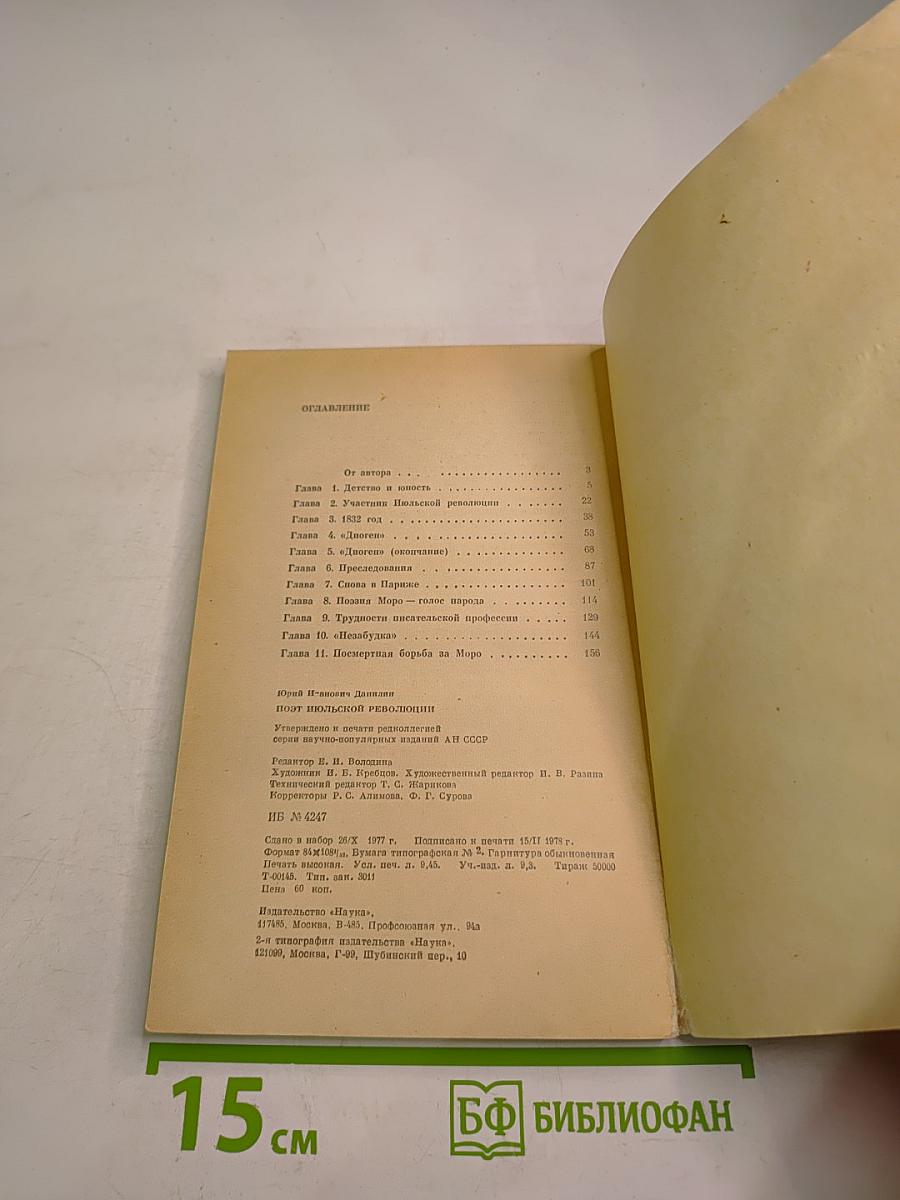 ОГЛАВЛЕНИЕ
От автора . . . . . . . . . . . . . . . . . . . 3
Глава 1. Детство и юность . . . . . . . . . . . . . . . . 5
Глава 2. Участник Июльской революции . . . . . . . 22
Глава 3. 1832 год . . . . . . . . . . . . . . . . . . . . . 38
Глава 4. «Диоген» . . . . . . . . . . . . . . . . . . . . 53
Глава 5. «Диоген» (окончание) . . . . . . . . . . . . . 68
Глава 6. Преследования . . . . . . . . . . . . . . . . 87
Глава 7. Снова в Париже . . . . . . . . . . . . . . . . . 101
Глава 8. Поэзия Моро — голос народа . . . . . . . . . 114
Глава 9. Трудности писательской профессии . . . . . 129
Глава 10. «Незабудка» . . . . . . . . . . . . . . . . . . . 144
Глава 11. Посмертная борьба за Моро . . . . . . . . . . 156
Юрий Иванович Данилин
ПОЭТ ИЮЛЬСКОЙ РЕВОЛЮЦИИ
Утверждено к печати редколлегией
серии научно-популярных изданий АН СССР
Редактор Е. И. Володина
Художник И. Б. Кребцов. Художественный редактор И. В. Разина
Технический редактор Т. С. Жарикова
Корректоры Р. С. Алимова, Ф. Г. Сурова
ИБ № 4247
Сдано в набор 26/X 1977 г. Подписано к печати 15/II 1978 г.
Формат 84×108¹/₃₂. Бумага типографская № 2. Гарнитура обыкновенная
Печать высокая. Усл. печ. л. 9,45. Уч.-изд. л. 9,3. Тираж 50000
Т-00145. Тип. зак. 3011
Цена 60 коп.
Издательство «Наука»,
117485, Москва, В-485, Профсоюзная ул., 94а
2-я типография издательства «Наука»,
121099, Москва, Г-99, Шубинский пер., 10
15 см
БФ БИБЛИОФАН